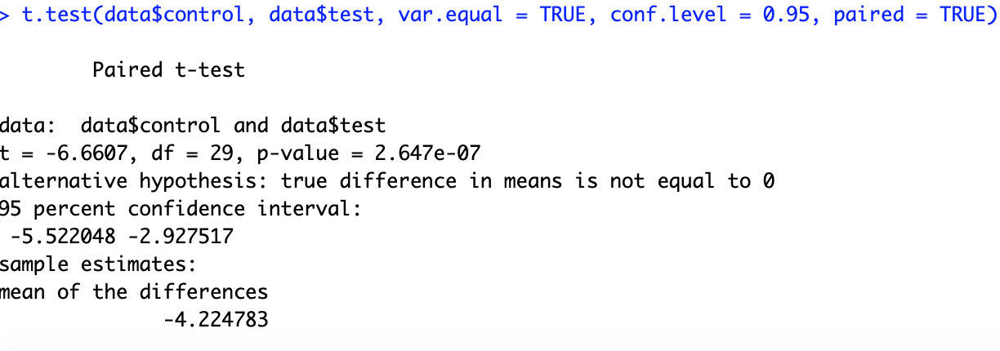 > t.test(data$control, data$test, var.equal = TRUE, conf.level = 0.95, paired = TRUE)
Paired t-test
data:  data$control and data$test
t = -6.6607, df = 29, p-value = 2.647e-07
alternative hypothesis: true difference in means is not equal to 0
95 percent confidence interval:
-5.522048 -2.927517
sample estimates:
mean of the differences
-4.224783